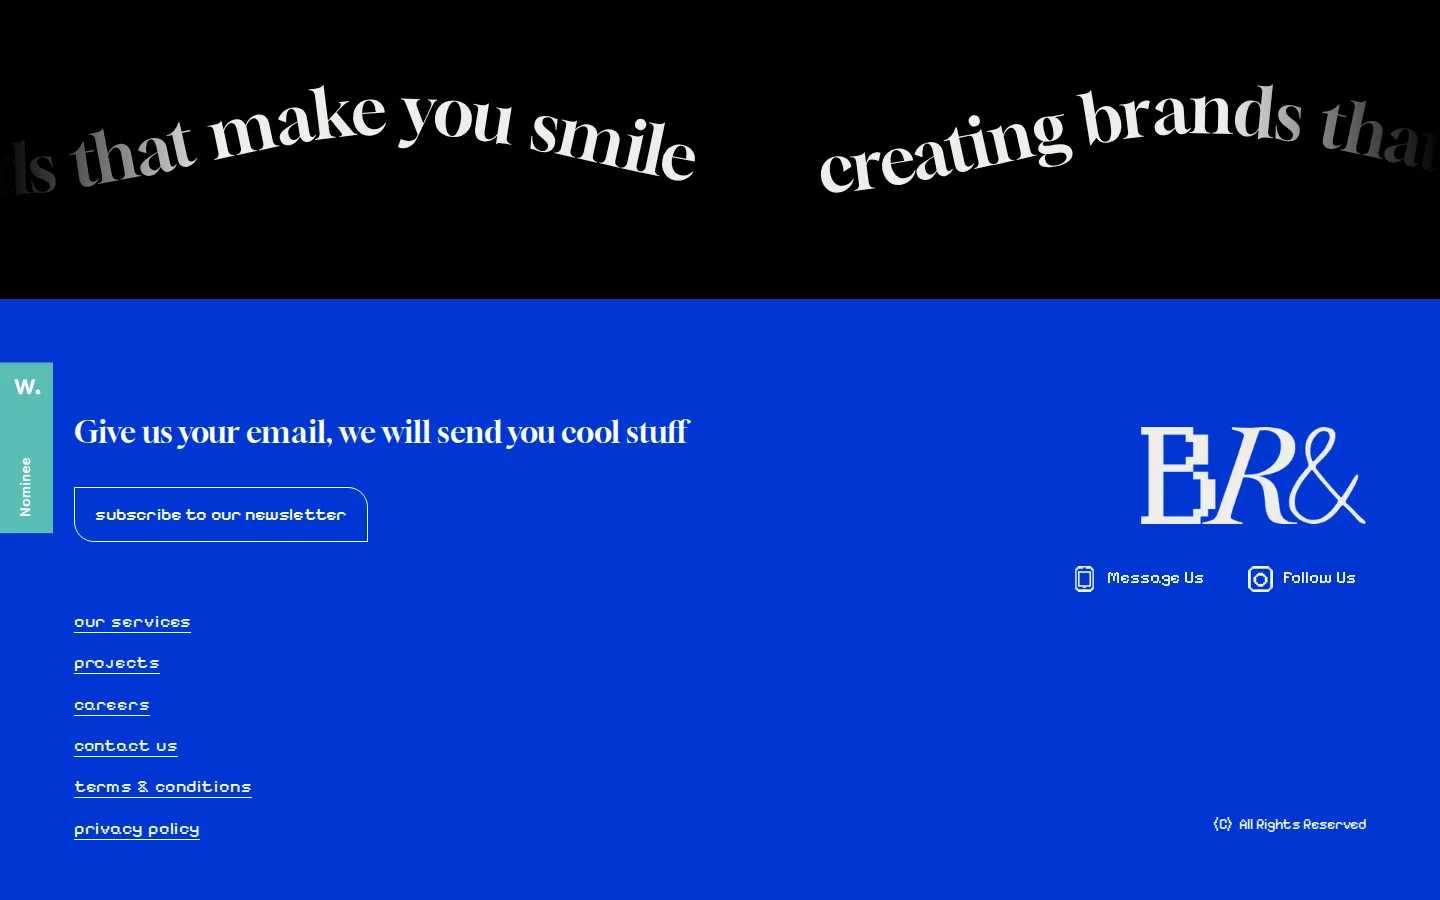 ds that make you smile creating brands that
W.
Nominee
Give us your email, we will send you cool stuff
subscribe to our newsletter
BR&
Message Us Follow Us
our services
projects
careers
contact us
terms & conditions
privacy policy
{C} All Rights Reserved